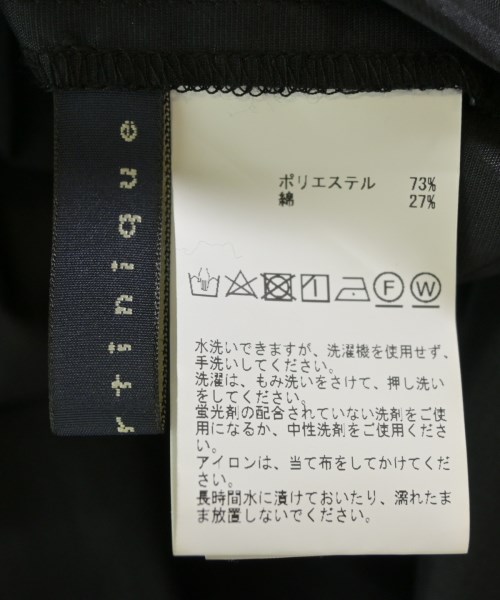 rtinique
ポリエステル 73%
綿 27%
F W
水洗いできますが、洗濯機を使用せず、
手洗いしてください。
洗濯は、もみ洗いをさけて、押し洗い
をしてください。
蛍光剤の配合されていない洗剤をご使
用になるか、中性洗剤をご使用くださ
い。
アイロンは、当て布をしてかけてくだ
さい。
長時間水に漬けておいたり、濡れたま
ま放置しないでください。